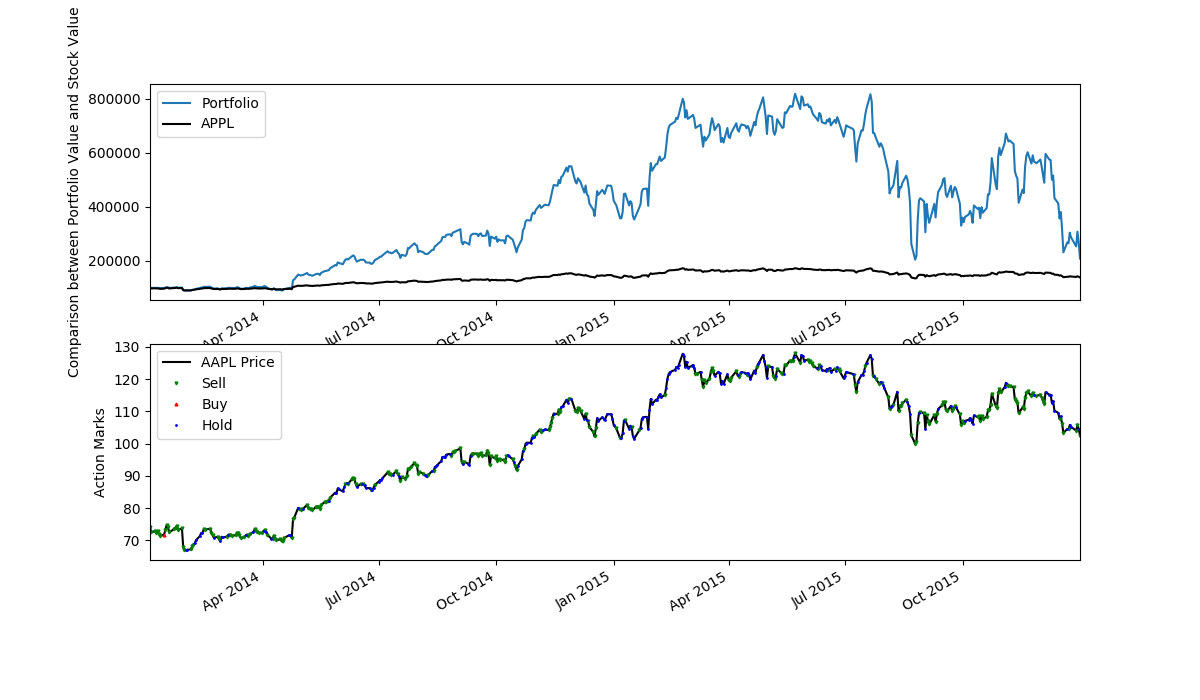 Comparison between Portfolio Value and Stock Value
800000
600000
400000
200000
Portfolio
APPL
Apr 2014
Jul 2014
Oct 2014
Jan 2015
Apr 2015
Jul 2015
Oct 2015
Action Marks
130
120
110
100
90
80
70
AAPL Price
Sell
Buy
Hold
Apr 2014
Jul 2014
Oct 2014
Jan 2015
Apr 2015
Jul 2015
Oct 2015